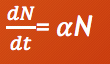 dN/dt = αN